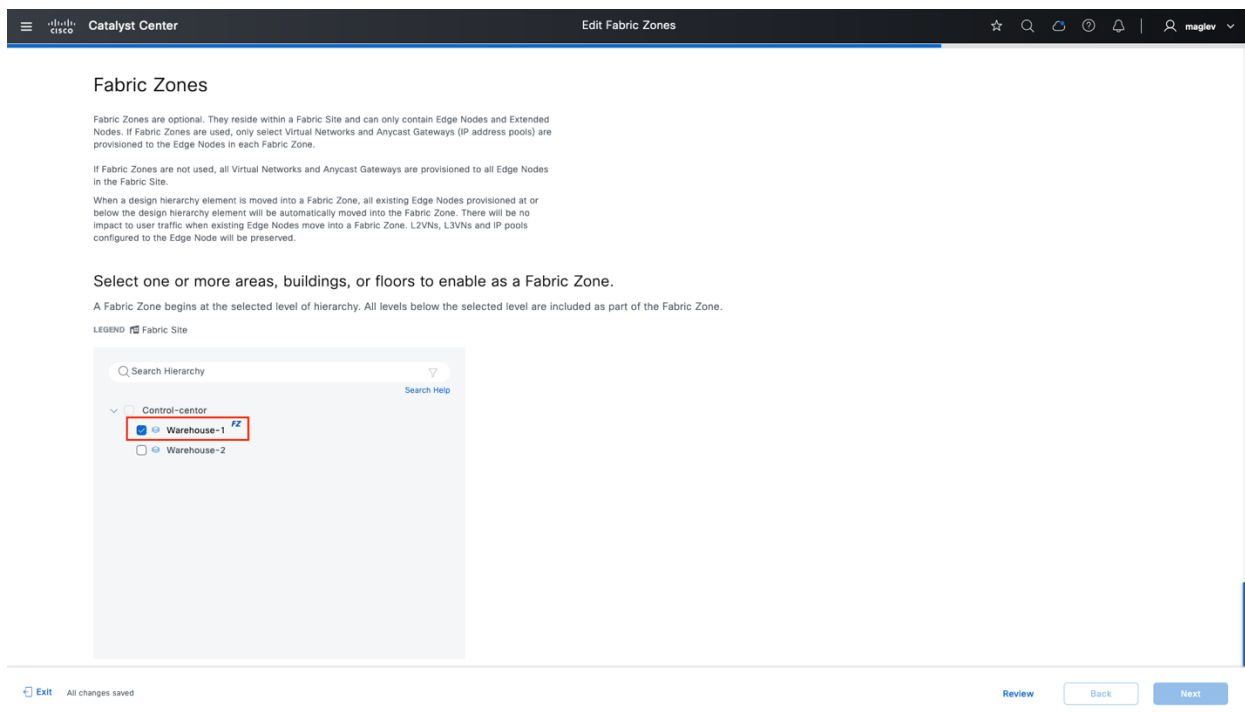 cisco
Catalyst Center
Edit Fabric Zones
maglev
Fabric Zones
Fabric Zones are optional. They reside within a Fabric Site and can only contain Edge Nodes and Extended
Nodes. If Fabric Zones are used, only select Virtual Networks and Anycast Gateways (IP address pools) are
provisioned to the Edge Nodes in each Fabric Zone.
If Fabric Zones are not used, all Virtual Networks and Anycast Gateways are provisioned to all Edge Nodes
in the Fabric Site.
When a design hierarchy element is moved into a Fabric Zone, all existing Edge Nodes provisioned at or
below the design hierarchy element will be automatically moved into the Fabric Zone. There will be no
impact to user traffic when existing Edge Nodes move into a Fabric Zone. L2VNs, L3VNs and IP pools
configured to the Edge Node will be preserved.
Select one or more areas, buildings, or floors to enable as a Fabric Zone.
A Fabric Zone begins at the selected level of hierarchy. All levels below the selected level are included as part of the Fabric Zone.
LEGEND Fabric Site
Search Hierarchy
Search Help
Control-centor
Warehouse-1 FZ
Warehouse-2
Exit All changes saved
Review Back Next